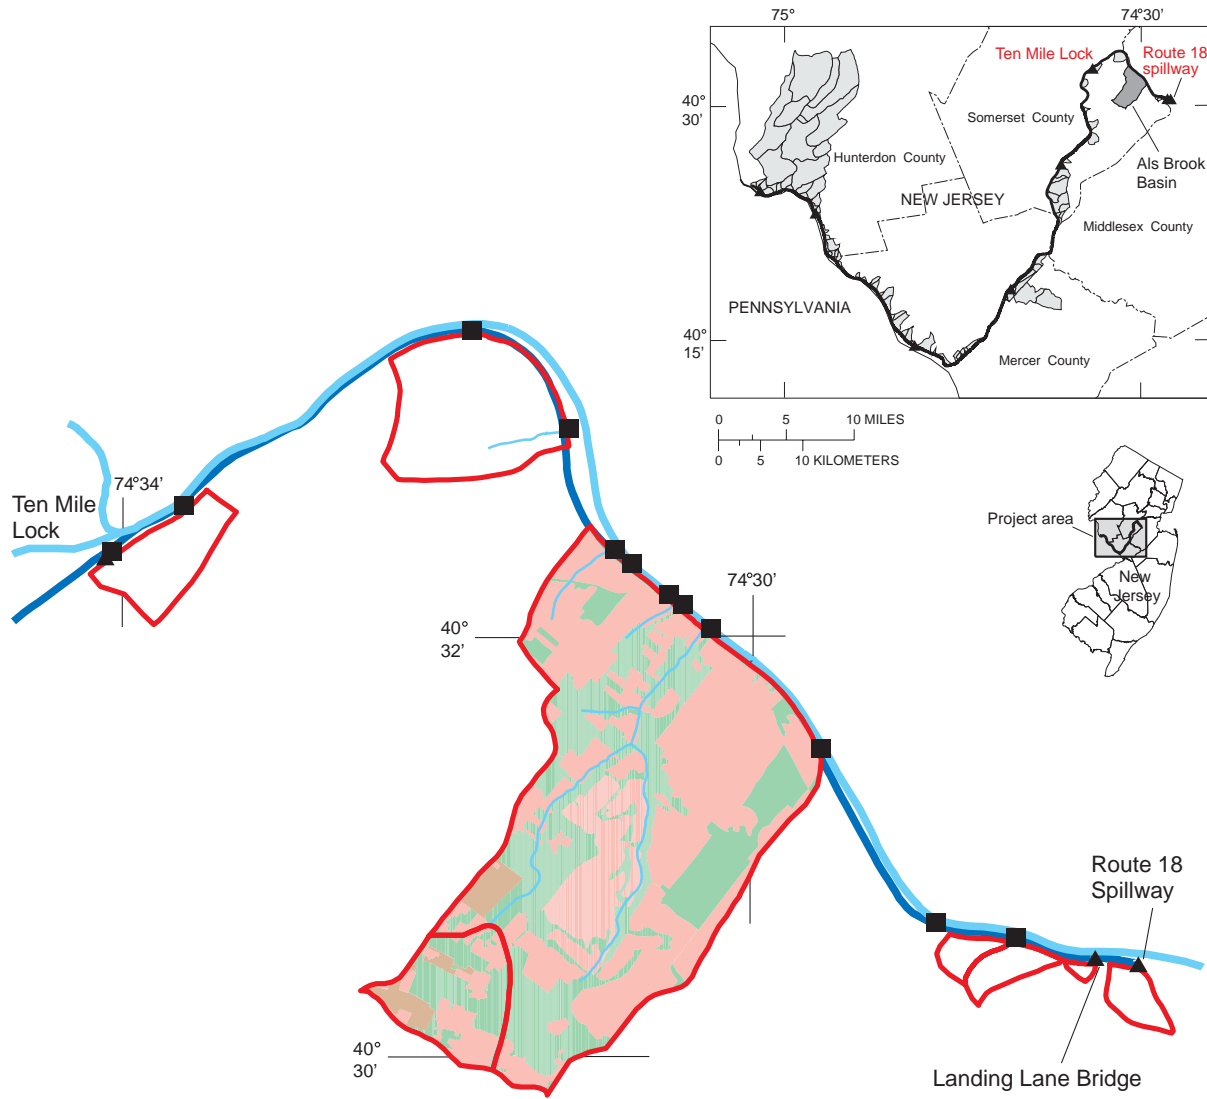 75°
74°30’
Ten Mile Lock
Route 18
spillway
40°
30’
Somerset County
Hunterdon County
Als Brook
Basin
NEW JERSEY
Middlesex County
PENNSYLVANIA
40°
15’
Mercer County
0 5 10 MILES
0 5 10 KILOMETERS
74°34’
Ten Mile
Lock
Project area
New
Jersey
74°30’
40°
32’
Route 18
Spillway
40°
30’
Landing Lane Bridge